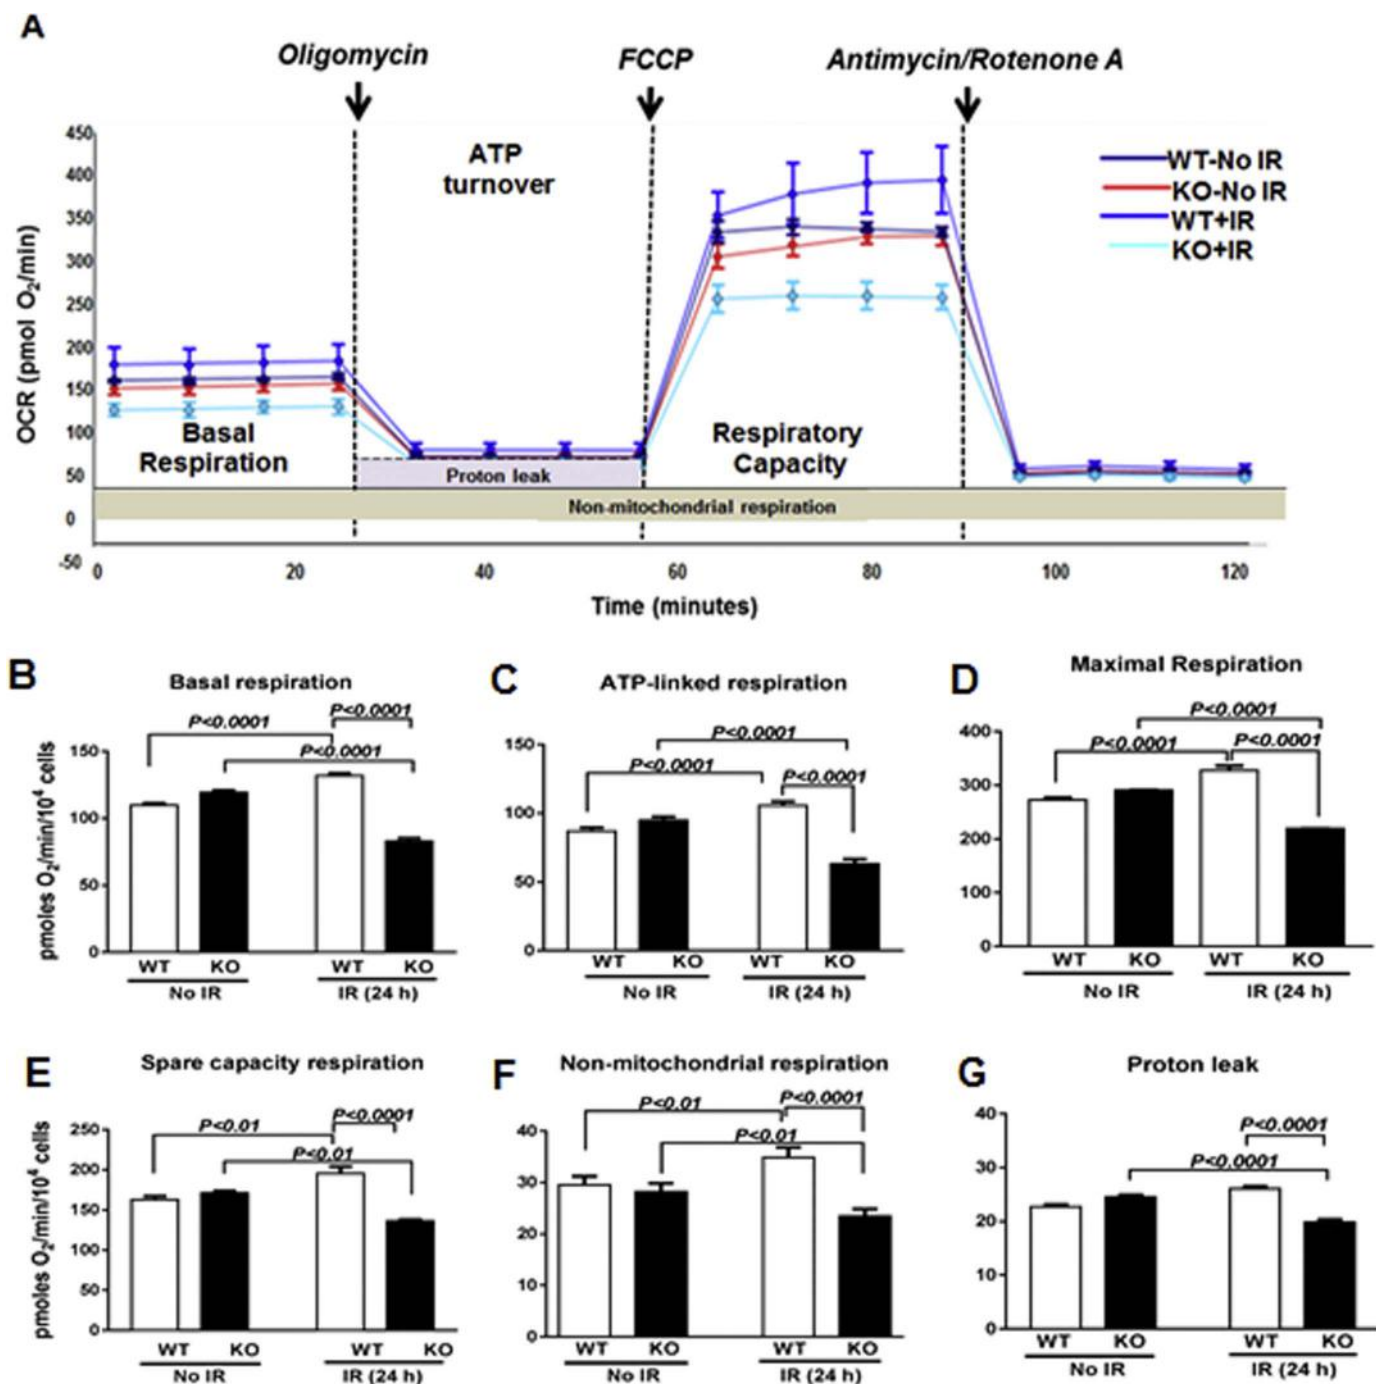 A
Oligomycin
FCCP
Antimycin/Rotenone A
450
400
350
300
250
200
150
100
50
0
-50
OCR (pmol O₂/min)
ATP
turnover
WT-No IR
KO-No IR
WT+IR
KO+IR
Basal
Respiration
Respiratory
Capacity
Proton leak
Non-mitochondrial respiration
0 20 40 60 80 100 120
Time (minutes)
B
Basal respiration
P<0.0001
P<0.0001
P<0.0001
150
100
50
0
pmoles O₂/min/10⁴ cells
WT KO WT KO
No IR IR (24 h)
C
ATP-linked respiration
P<0.0001
P<0.0001
P<0.0001
150
100
50
0
WT KO WT KO
No IR IR (24 h)
D
Maximal Respiration
P<0.0001
P<0.0001
P<0.0001
400
300
200
100
0
WT KO WT KO
No IR IR (24 h)
E
Spare capacity respiration
P<0.0001
P<0.01
P<0.01
250
200
150
100
50
0
pmoles O₂/min/10⁴ cells
WT KO WT KO
No IR IR (24 h)
F
Non-mitochondrial respiration
P<0.01
P<0.0001
P<0.01
40
30
20
10
0
WT KO WT KO
No IR IR (24 h)
G
Proton leak
P<0.0001
P<0.0001
40
30
20
10
0
WT KO WT KO
No IR IR (24 h)